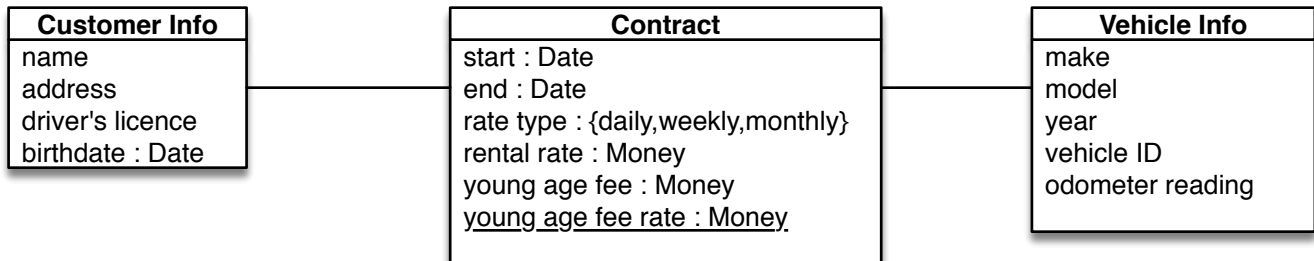 Customer Info
name
address
driver's licence
birthdate : Date
Contract
start : Date
end : Date
rate type : {daily,weekly,monthly}
rental rate : Money
young age fee : Money
young age fee rate : Money
Vehicle Info
make
model
year
vehicle ID
odometer reading